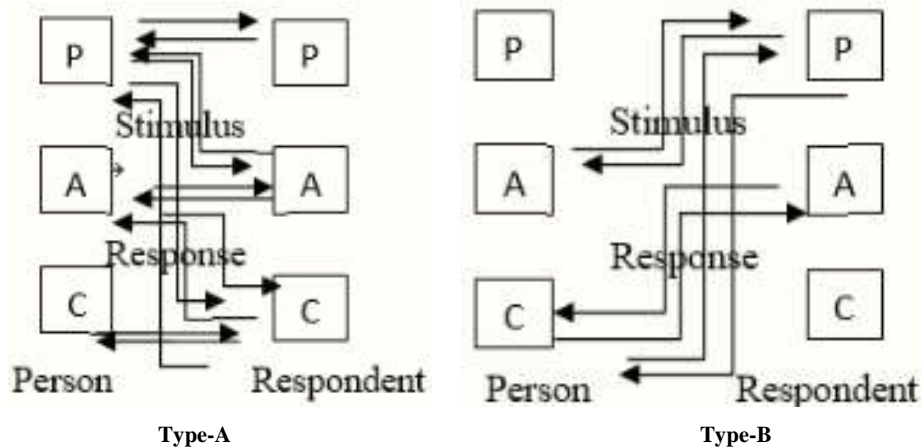 P P P P
Stimulus Stimulus
A A A A
Response Response
C C C C
Person Respondent Person Respondent
Type-A Type-B